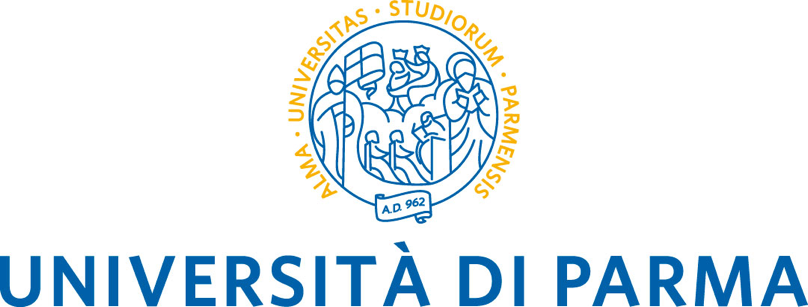 ALMA · UNIVERSITAS · STUDIORUM · PARMENSIS
A.D. 962
UNIVERSITÀ DI PARMA